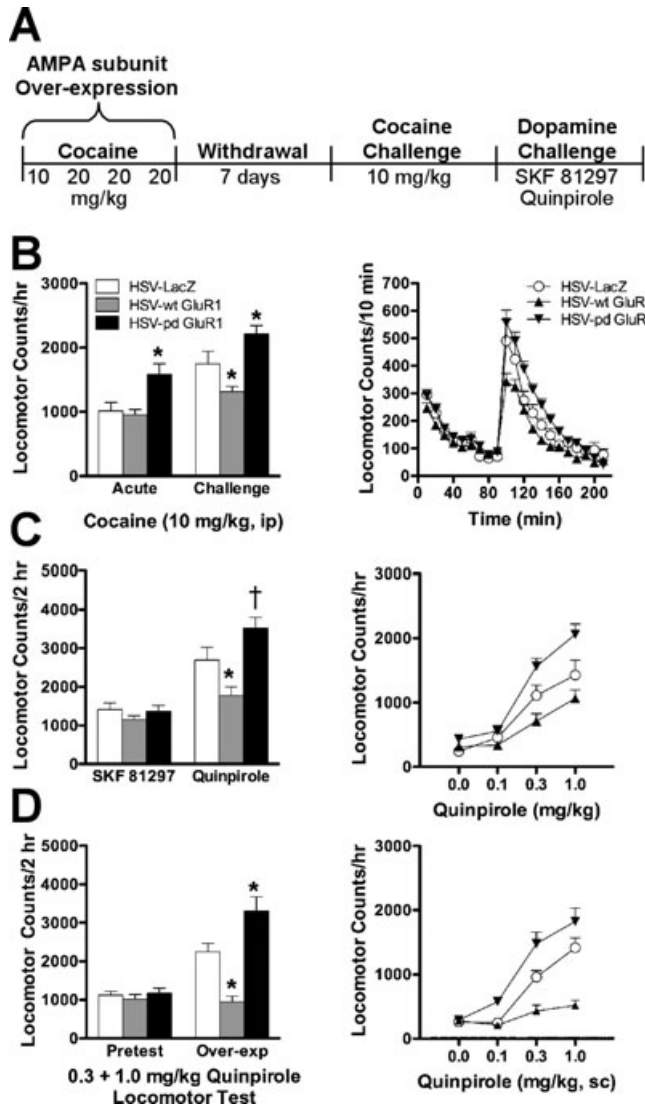 A
AMPA subunit
Over-expression
Cocaine
Withdrawal
Cocaine
Challenge
Dopamine
Challenge
10 20 20 20
mg/kg
7 days
10 mg/kg
SKF 81297
Quinpirole
B
Locomotor Counts/hr
3000
2000
1000
0
HSV-LacZ
HSV-wt GluR1
HSV-pd GluR1
*
*
*
Acute Challenge
Cocaine (10 mg/kg, ip)
Locomotor Counts/10 min
700
600
500
400
300
200
100
0
HSV-LacZ
HSV-wt GluR
HSV-pd GluR
0 40 80 120 160 200
Time (min)
C
Locomotor Counts/2 hr
5000
4000
3000
2000
1000
0
*
†
SKF 81297 Quinpirole
Locomotor Counts/hr
2000
1000
0
0.0 0.1 0.3 1.0
Quinpirole (mg/kg)
D
Locomotor Counts/2 hr
5000
4000
3000
2000
1000
0
*
*
Pretest Over-exp
0.3 + 1.0 mg/kg Quinpirole
Locomotor Test
Locomotor Counts/hr
2000
1000
0
0.0 0.1 0.3 1.0
Quinpirole (mg/kg, sc)